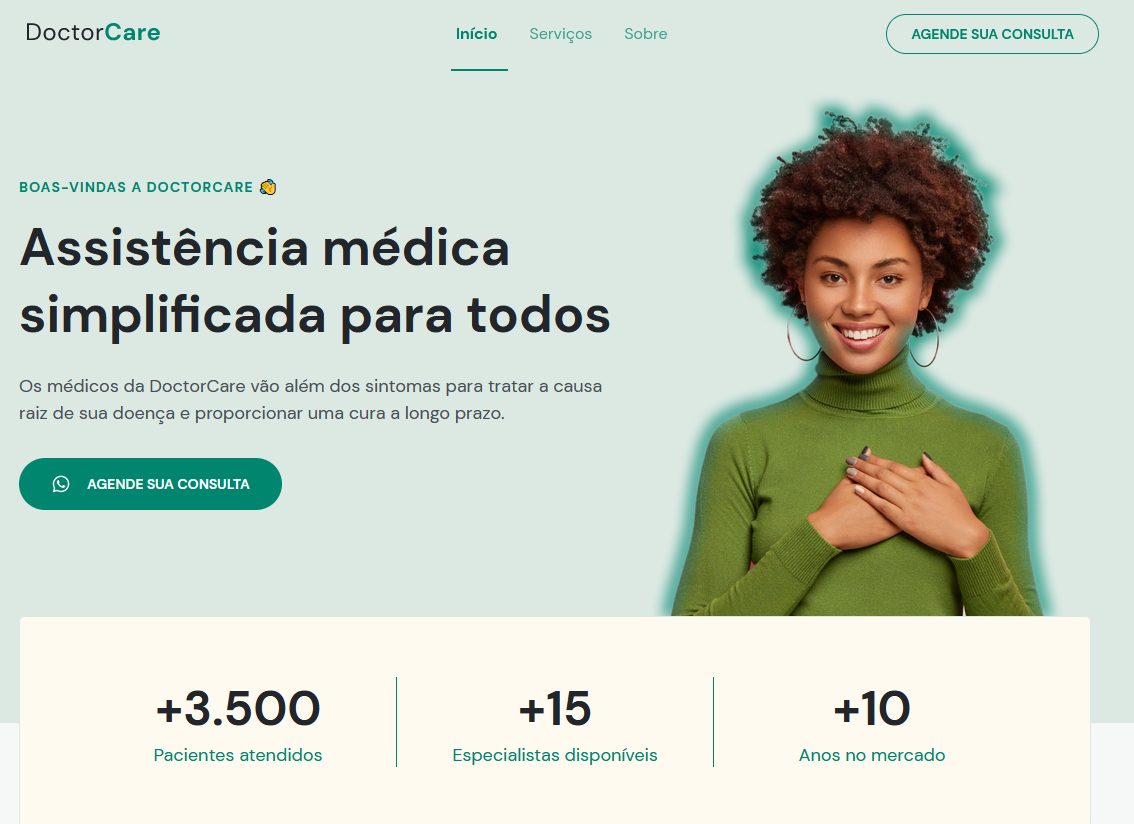 DoctorCare
Início
Serviços
Sobre
AGENDE SUA CONSULTA
BOAS-VINDAS A DOCTORCARE 👋
Assistência médica
simplificada para todos
Os médicos da DoctorCare vão além dos sintomas para tratar a causa
raiz de sua doença e proporcionar uma cura a longo prazo.
AGENDE SUA CONSULTA
+3.500
Pacientes atendidos
+15
Especialistas disponíveis
+10
Anos no mercado